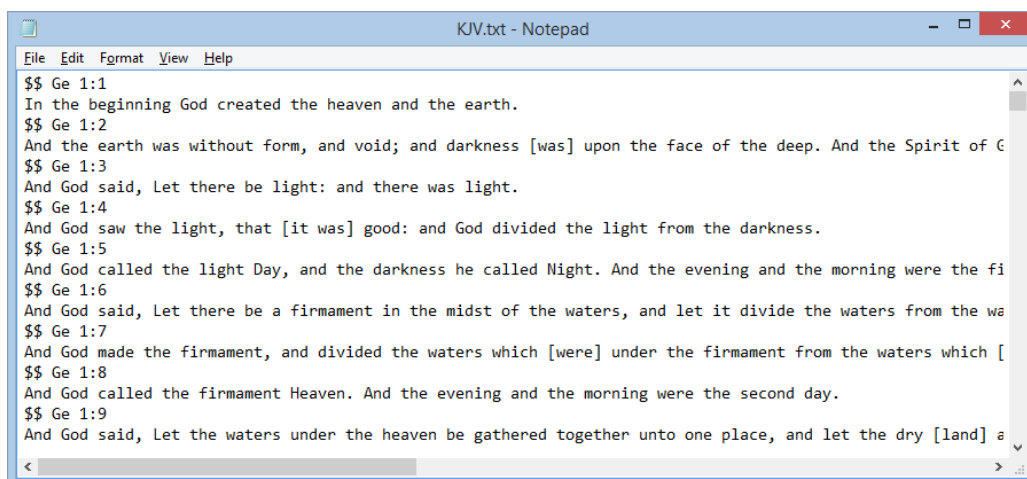 KJV.txt - Notepad
File Edit Format View Help
$$ Ge 1:1
In the beginning God created the heaven and the earth.
$$ Ge 1:2
And the earth was without form, and void; and darkness [was] upon the face of the deep. And the Spirit of G
$$ Ge 1:3
And God said, Let there be light: and there was light.
$$ Ge 1:4
And God saw the light, that [it was] good: and God divided the light from the darkness.
$$ Ge 1:5
And God called the light Day, and the darkness he called Night. And the evening and the morning were the fi
$$ Ge 1:6
And God said, Let there be a firmament in the midst of the waters, and let it divide the waters from the wa
$$ Ge 1:7
And God made the firmament, and divided the waters which [were] under the firmament from the waters which [
$$ Ge 1:8
And God called the firmament Heaven. And the evening and the morning were the second day.
$$ Ge 1:9
And God said, Let the waters under the heaven be gathered together unto one place, and let the dry [land] a